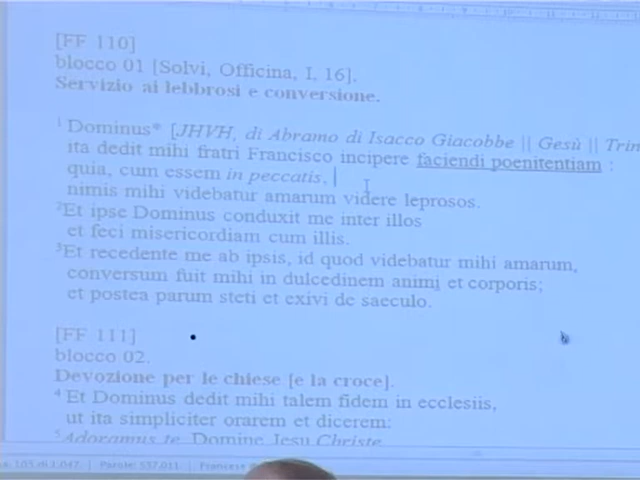 [FF 110]
blocco 01 [Solvi, Officina, I, 16].
Servizio ai lebbrosi e conversione.
1 Dominus* [JHVH, di Abramo di Isacco Giacobbe || Gesù || Trin
ita dedit mihi fratri Francisco incipere faciendi poenitentiam :
quia, cum essem in peccatis,
nimis mihi videbatur amarum videre leprosos.
2Et ipse Dominus conduxit me inter illos
et feci misericordiam cum illis.
3Et recedente me ab ipsis, id quod videbatur mihi amarum,
conversum fuit mihi in dulcedinem animi et corporis;
et postea parum steti et exivi de saeculo.
[FF 111]
blocco 02.
Devozione per le chiese [e la croce].
4 Et Dominus dedit mihi talem fidem in ecclesiis,
ut ita simpliciter orarem et dicerem:
5Adoramus te, Domine Jesu Christe
Parole: 557.011